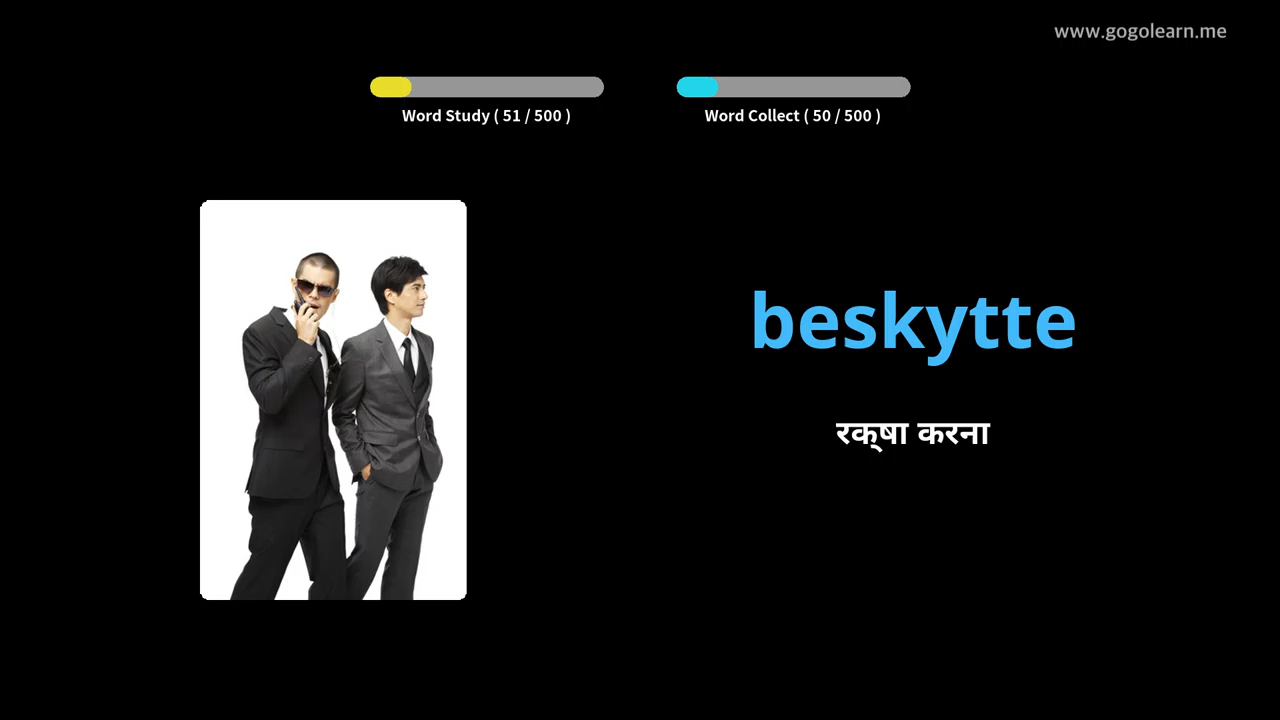 www.gogolearn.me
Word Study ( 51 / 500 )
Word Collect ( 50 / 500 )
beskytte
रक्षा करना